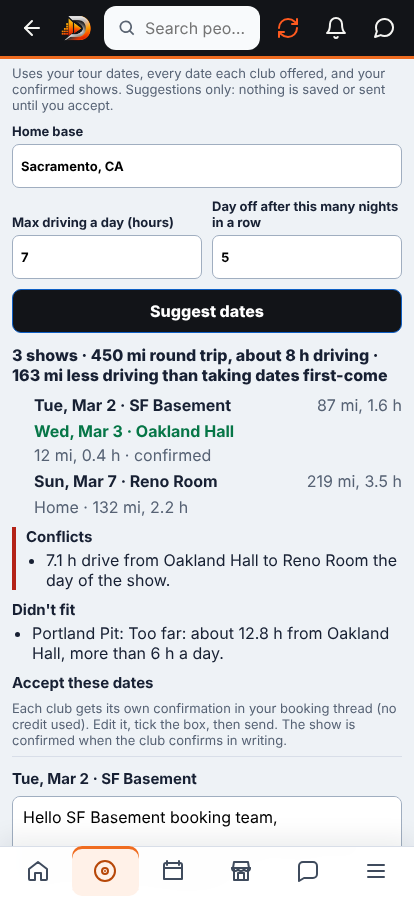 Search peo...
Uses your tour dates, every date each club offered, and your
confirmed shows. Suggestions only: nothing is saved or sent
until you accept.
Home base
Sacramento, CA
Max driving a day (hours)
Day off after this many nights
in a row
7
5
Suggest dates
3 shows · 450 mi round trip, about 8 h driving ·
163 mi less driving than taking dates first-come
Tue, Mar 2 · SF Basement 87 mi, 1.6 h
Wed, Mar 3 · Oakland Hall
12 mi, 0.4 h · confirmed
Sun, Mar 7 · Reno Room 219 mi, 3.5 h
Home · 132 mi, 2.2 h
Conflicts
• 7.1 h drive from Oakland Hall to Reno Room the
day of the show.
Didn't fit
• Portland Pit: Too far: about 12.8 h from Oakland
Hall, more than 6 h a day.
Accept these dates
Each club gets its own confirmation in your booking thread (no
credit used). Edit it, tick the box, then send. The show is
confirmed when the club confirms in writing.
Tue, Mar 2 · SF Basement
Hello SF Basement booking team,